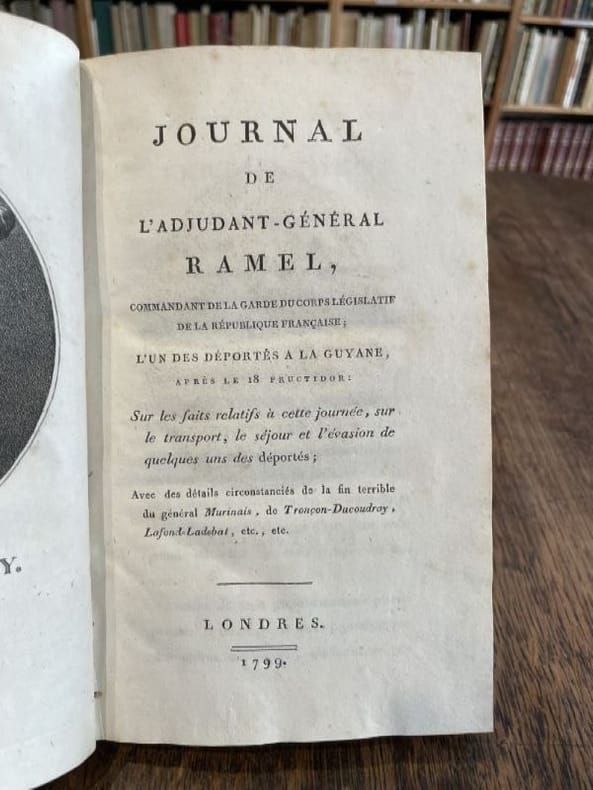 JOURNAL
DE
L'ADJUDANT-GÉNÉRAL
RAMEL,
COMMANDANT DE LA GARDE DU CORPS LÉGISLATIF
DE LA RÉPUBLIQUE FRANÇAISE;
L'UN DES DÉPORTÉS A LA GUYANE,
APRÈS LE 18 FRUCTIDOR:
Sur les faits relatifs à cette journée, sur
le transport, le séjour et l'évasion de
quelques uns des déportés;
Avec des détails circonstanciés de la fin terrible
du général Murinais, de Tronçon-Ducoudray,
Lafond-Ladebat, etc., etc.
Y.
LONDRES.
1799.